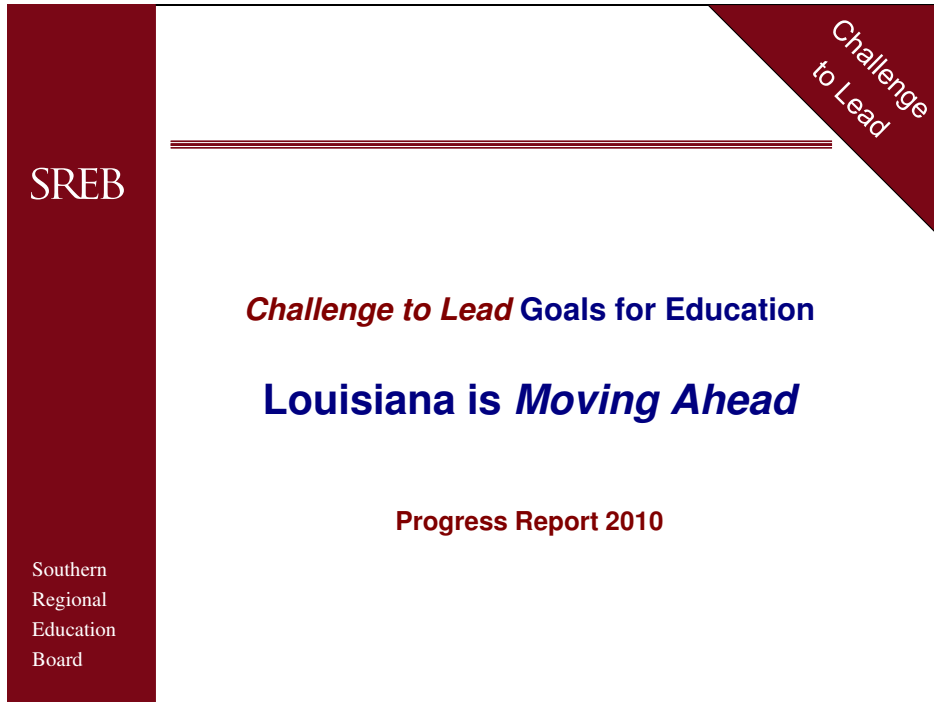 Challenge
to Lead
SREB
Challenge to Lead Goals for Education
Louisiana is Moving Ahead
Progress Report 2010
Southern
Regional
Education
Board